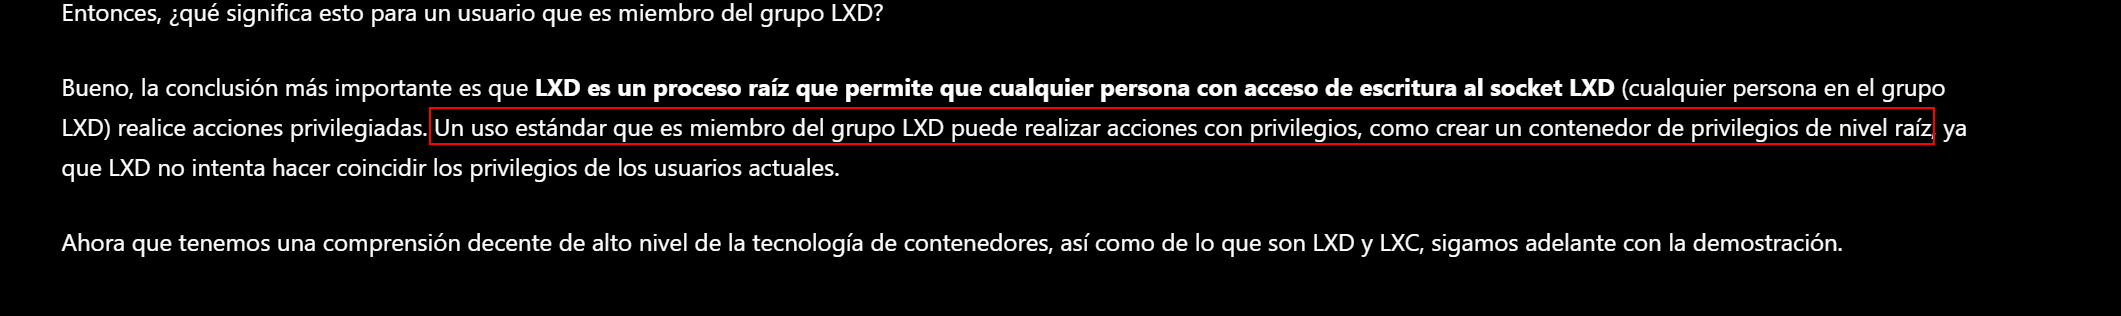 Entonces, ¿qué significa esto para un usuario que es miembro del grupo LXD?
Bueno, la conclusión más importante es que LXD es un proceso raíz que permite que cualquier persona con acceso de escritura al socket LXD (cualquier persona en el grupo
LXD) realice acciones privilegiadas. Un uso estándar que es miembro del grupo LXD puede realizar acciones con privilegios, como crear un contenedor de privilegios de nivel raíz, ya
que LXD no intenta hacer coincidir los privilegios de los usuarios actuales.
Ahora que tenemos una comprensión decente de alto nivel de la tecnología de contenedores, así como de lo que son LXD y LXC, sigamos adelante con la demostración.